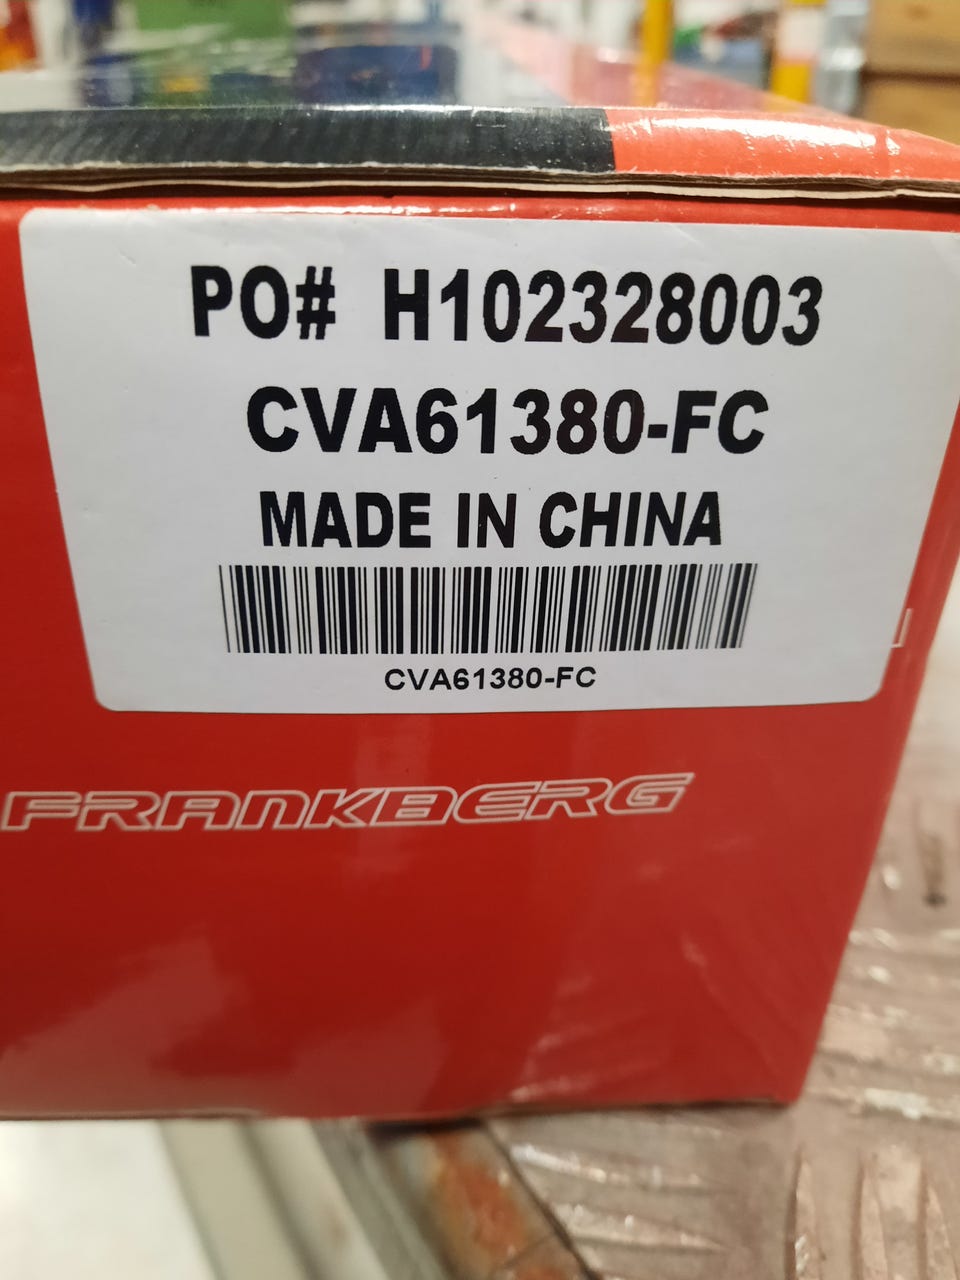 PO# H102328003
CVA61380-FC
MADE IN CHINA
CVA61380-FC
FRANKBERG